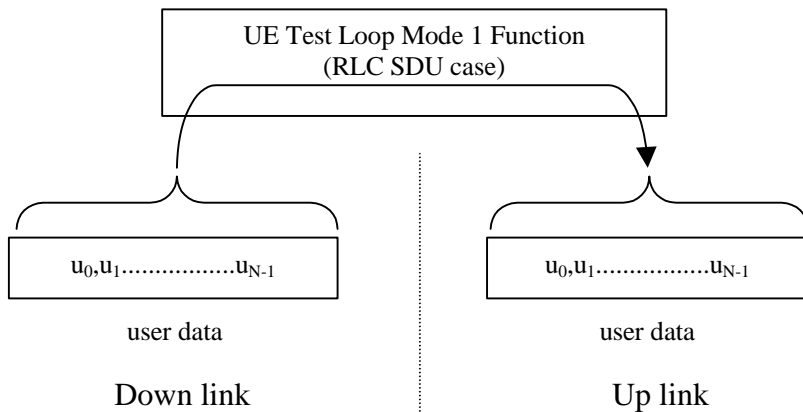 UE Test Loop Mode 1 Function
(RLC SDU case)
u0,u1..................uN-1
u0,u1..................uN-1
user data
user data
Down link
Up link